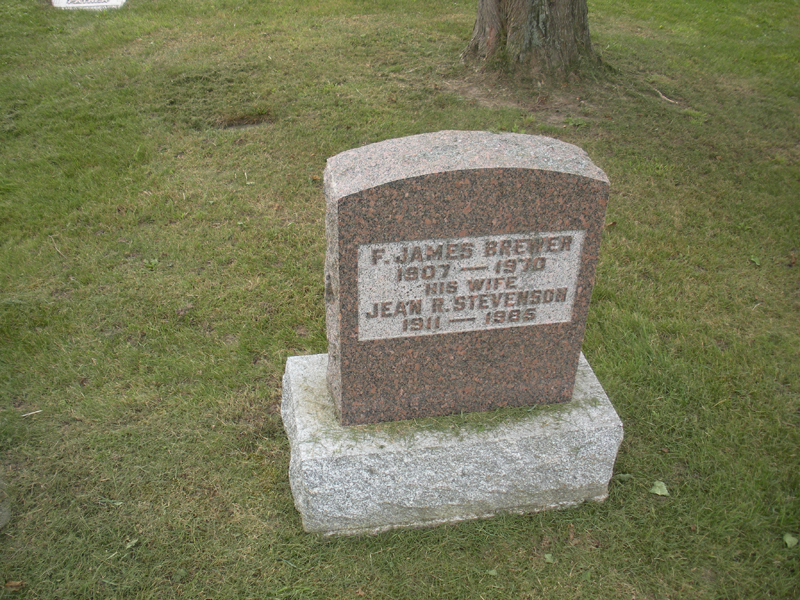 F. JAMES BREWER
1907 — 1970
HIS WIFE
JEAN R. STEVENSON
1911 — 1985